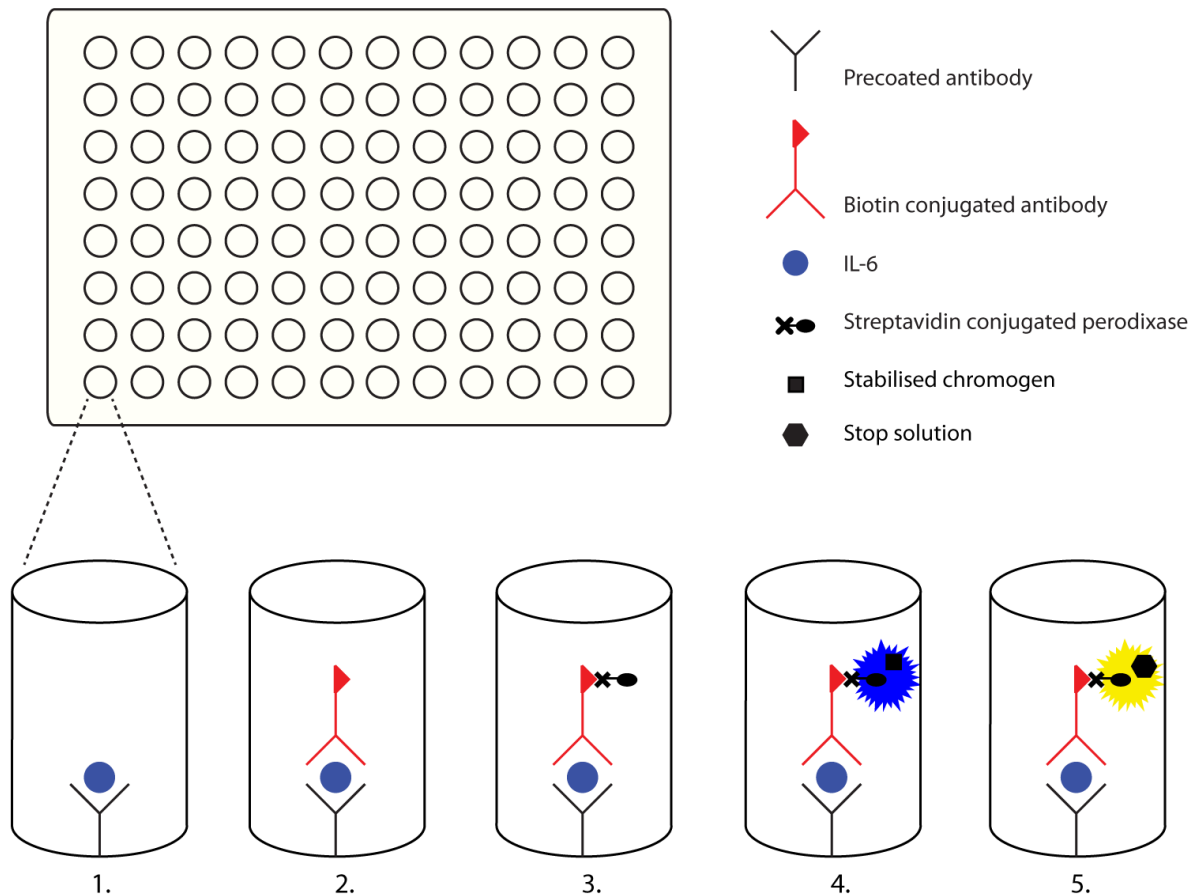 Precoated antibody
Biotin conjugated antibody
IL-6
Streptavidin conjugated perodixase
Stabilised chromogen
Stop solution
1.
2.
3.
4.
5.